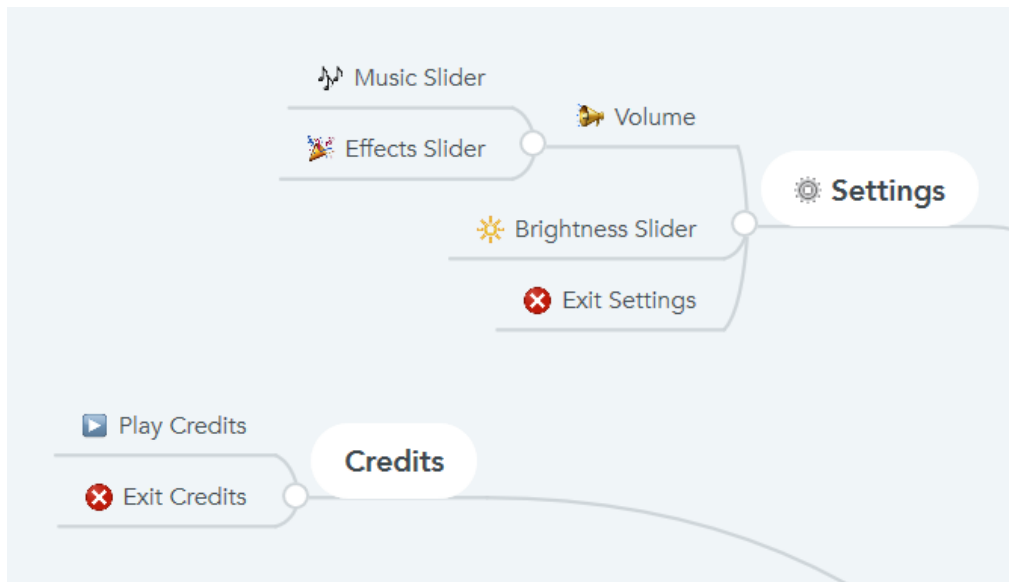 Music Slider
Effects Slider
Volume
Settings
Brightness Slider
Exit Settings
Play Credits
Exit Credits
Credits